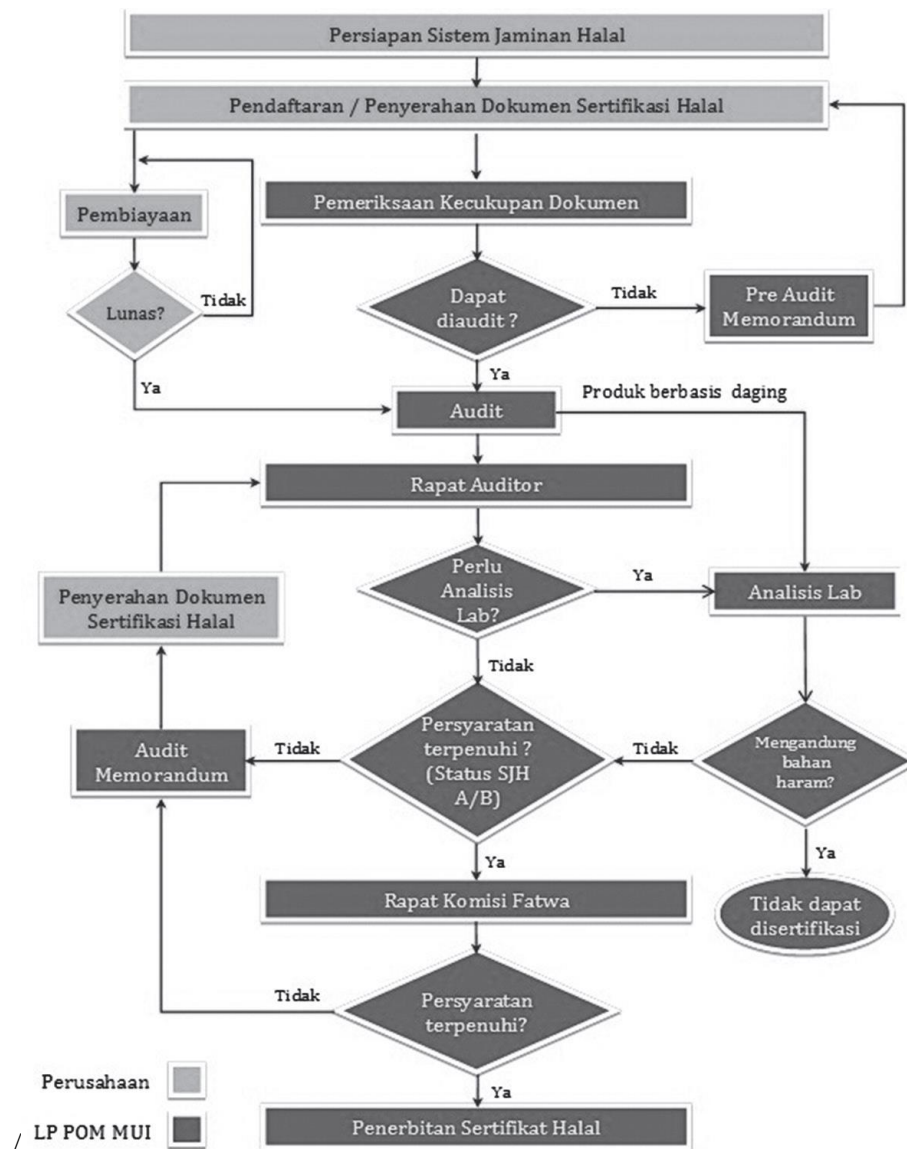 Persiapan Sistem Jaminan Halal
Pendaftaran / Penyerahan Dokumen Sertifikasi Halal
Pembiayaan
Pemeriksaan Kecukupan Dokumen
Lunas?
Tidak
Dapat
diaudit ?
Tidak
Pre Audit
Memorandum
Ya
Ya
Audit
Produk berbasis daging
Rapat Auditor
Penyerahan Dokumen
Sertifikasi Halal
Perlu
Analisis
Lab?
Ya
Analisis Lab
Tidak
Audit
Memorandum
Tidak
Persyaratan
terpenuhi ?
(Status SJH
A/B)
Tidak
Mengandung
bahan
haram?
Ya
Ya
Rapat Komisi Fatwa
Tidak dapat
disertifikasi
Tidak
Persyaratan
terpenuhi?
Ya
Perusahaan
/ LP POM MUI
Penerbitan Sertifikat Halal